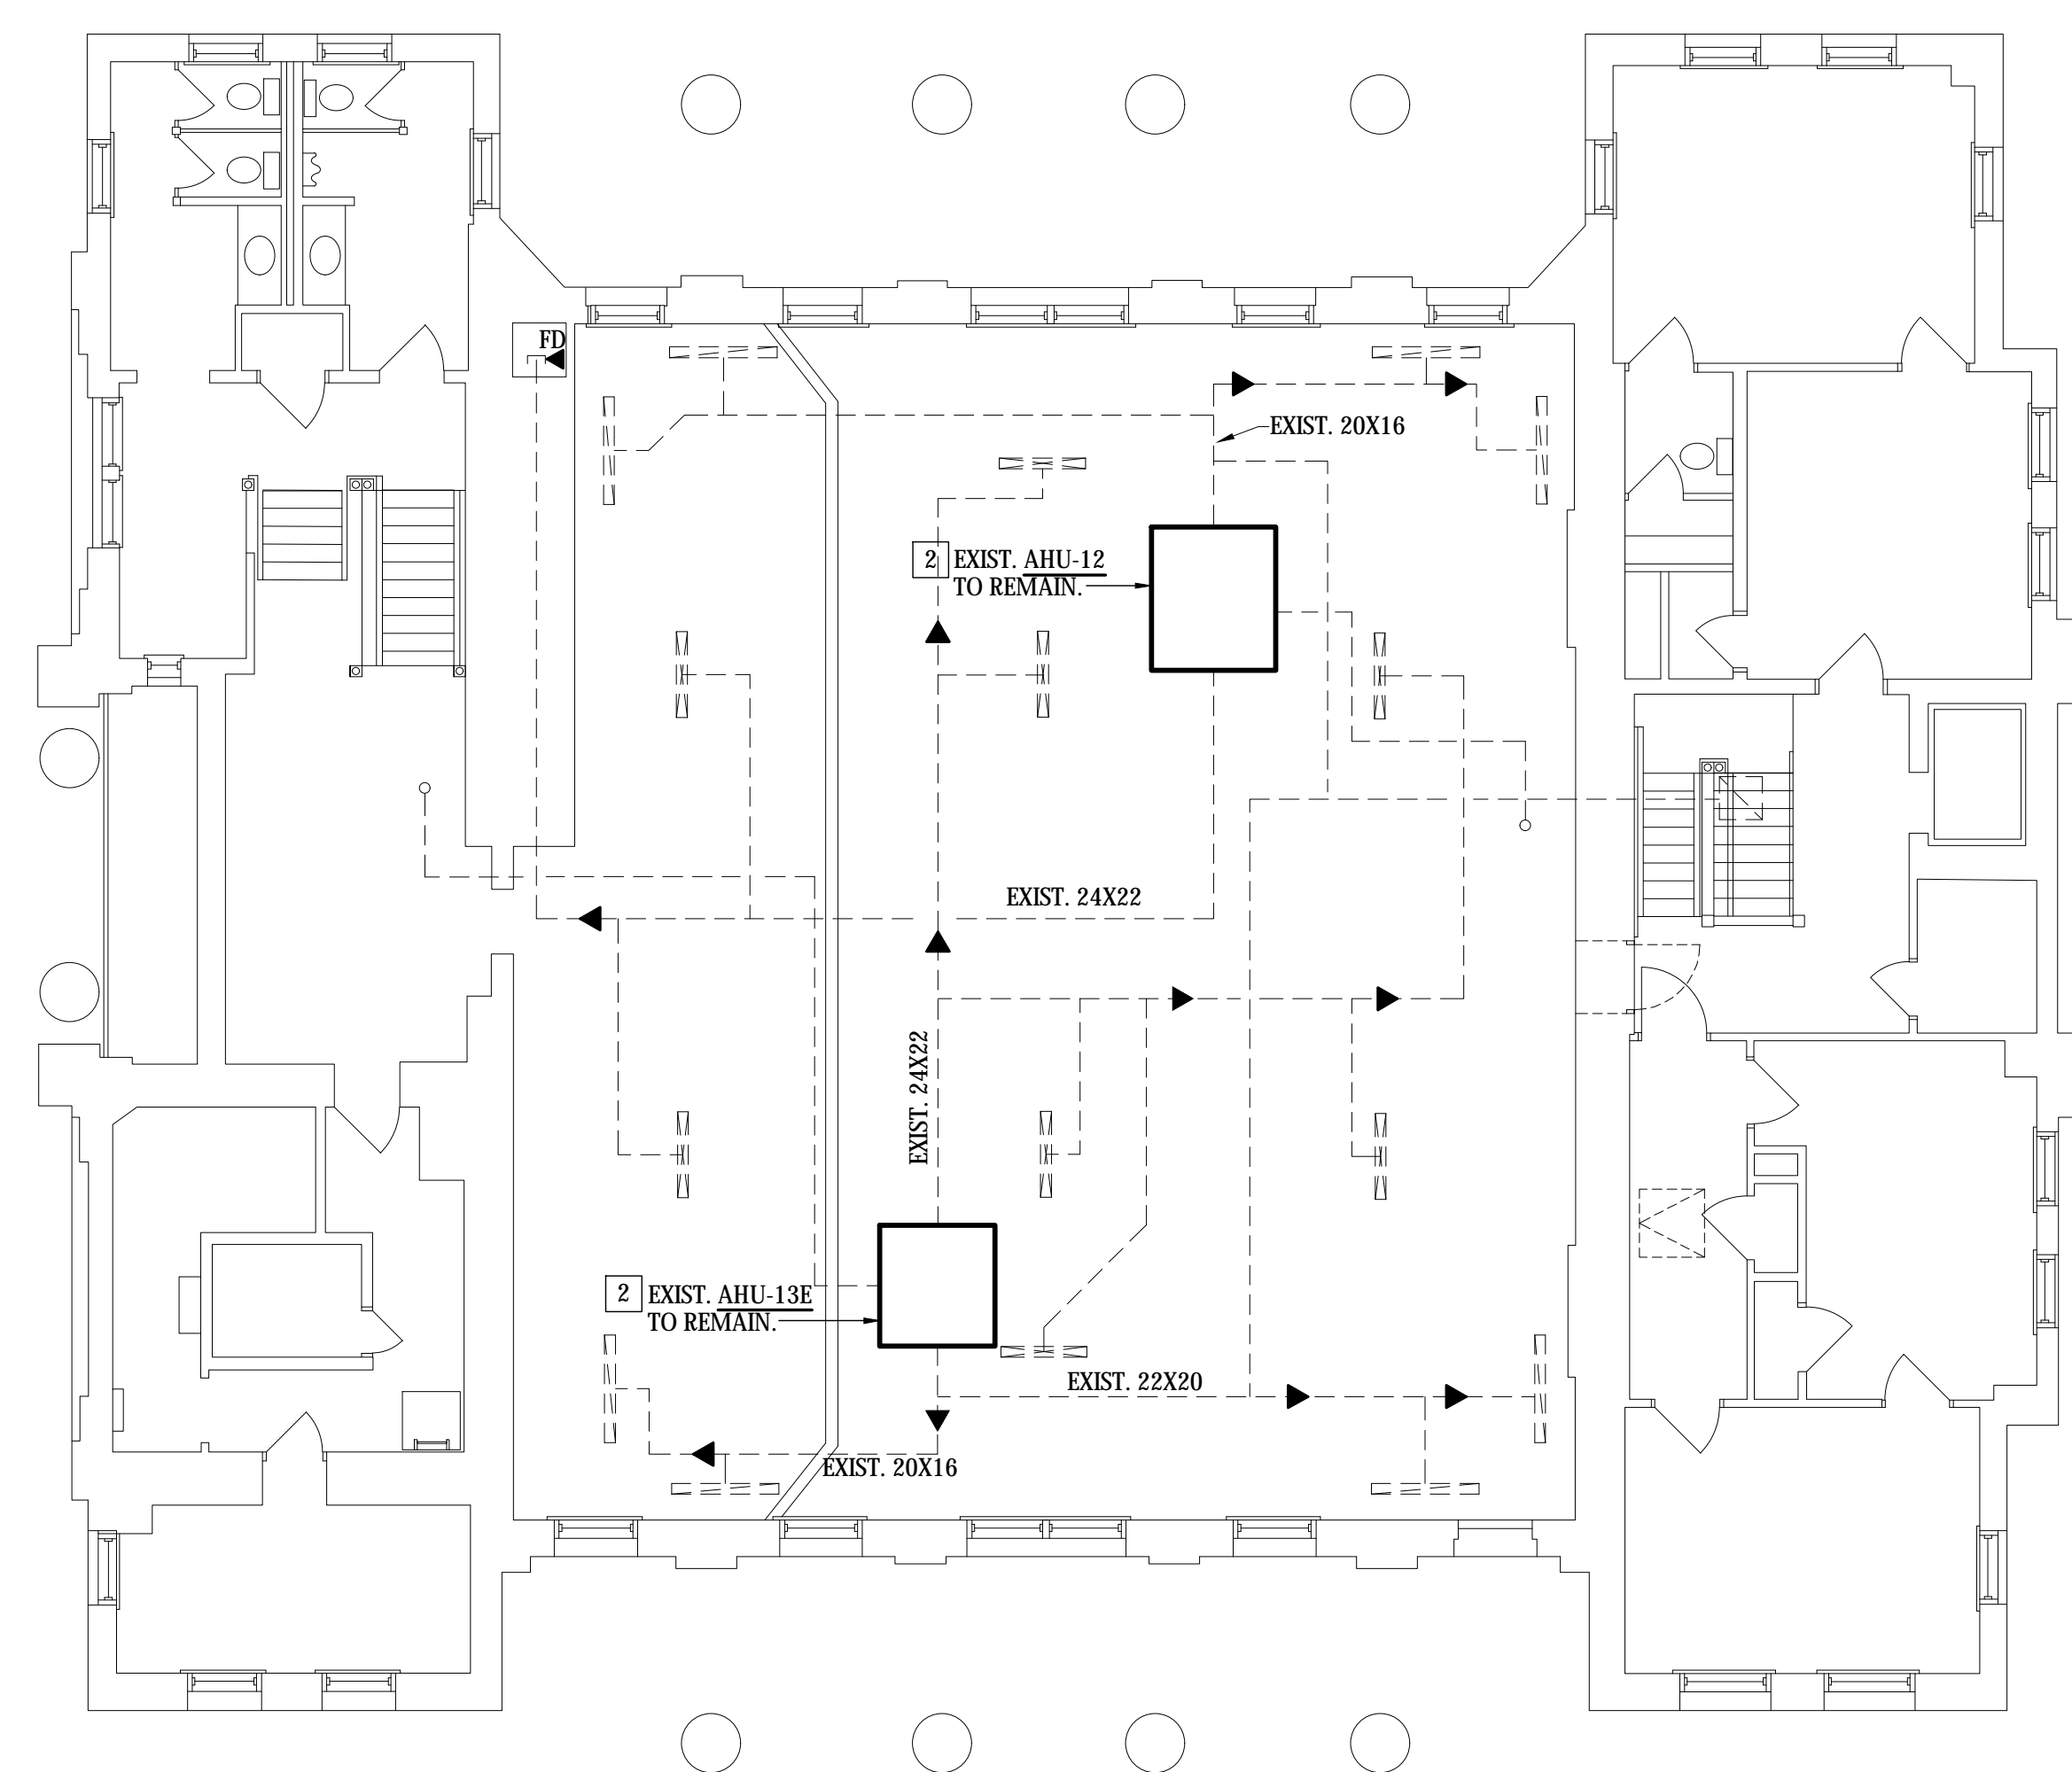 FD
EXIST. 20X16
2
EXIST. AHU-12
TO REMAIN.
EXIST. 24X22
EXIST. 24X22
2
EXIST. AHU-13E
TO REMAIN.
EXIST. 22X20
EXIST. 20X16